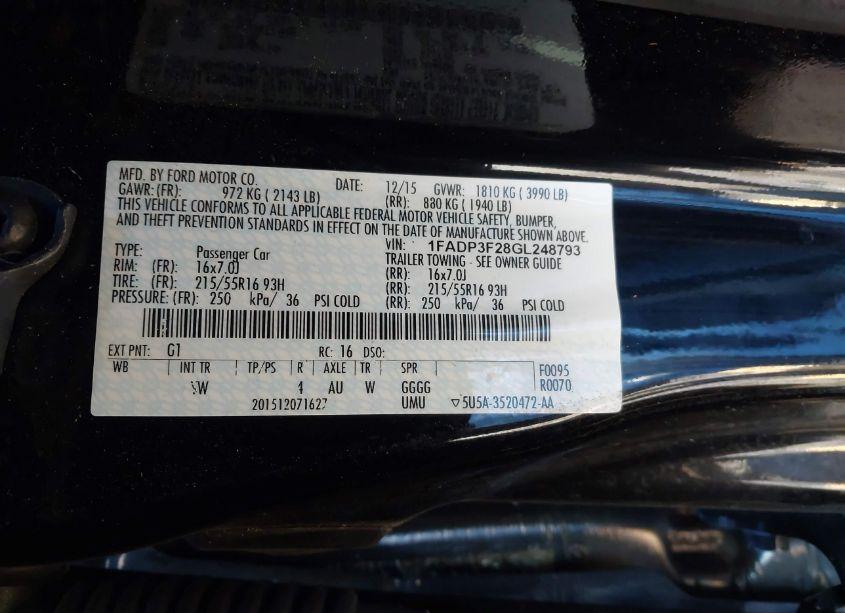 MFD. BY FORD MOTOR CO.
DATE: 12/15 GVWR: 1810 KG ( 3990 LB)
GAWR: (FR): 972 KG ( 2143 LB) (RR): 880 KG ( 1940 LB)
THIS VEHICLE CONFORMS TO ALL APPLICABLE FEDERAL MOTOR VEHICLE SAFETY, BUMPER,
AND THEFT PREVENTION STANDARDS IN EFFECT ON THE DATE OF MANUFACTURE SHOWN ABOVE.
VIN: 1FADP3F28GL248793
TYPE: Passenger Car TRAILER TOWING - SEE OWNER GUIDE
RIM: (FR): 16x7.0J (RR): 16x7.0J
TIRE: (FR): 215/55R16 93H (RR): 215/55R16 93H
PRESSURE: (FR): 250 kPa/ 36 PSI COLD (RR): 250 kPa/ 36 PSI COLD
EXT PNT: G1 RC: 16 DSO:
WB INT TR TP/PS R AXLE TR SPR F0095
W 4 AU W GGGG R0070
201512071627 UMU ▽5U5A-3520472-AA